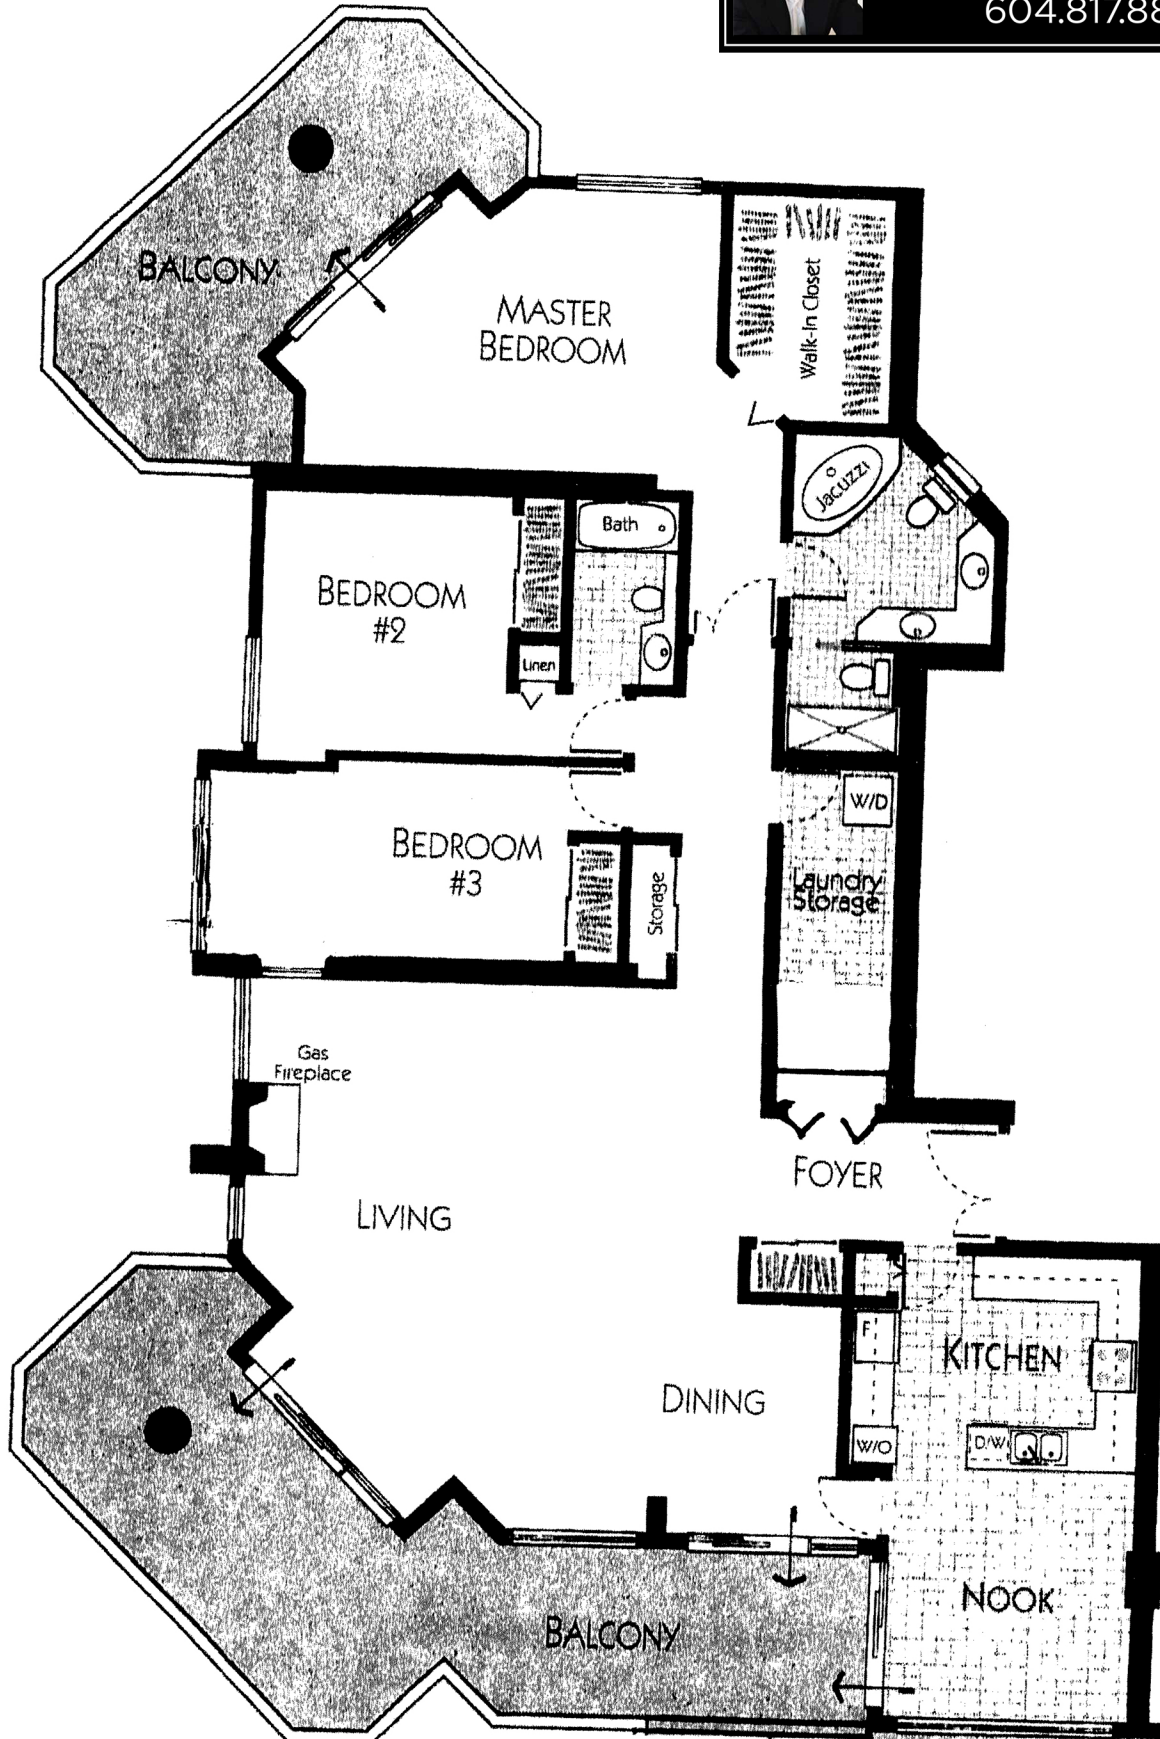 604.817.88
BALCONY
MASTER
BEDROOM
Walk-In Closet
Jacuzzi
Bath
BEDROOM
#2
Linen
W/D
BEDROOM
#3
Storage
Laundry
Storage
Gas
Fireplace
FOYER
LIVING
F
KITCHEN
DINING
W/O
D/W
NOOK
BALCONY